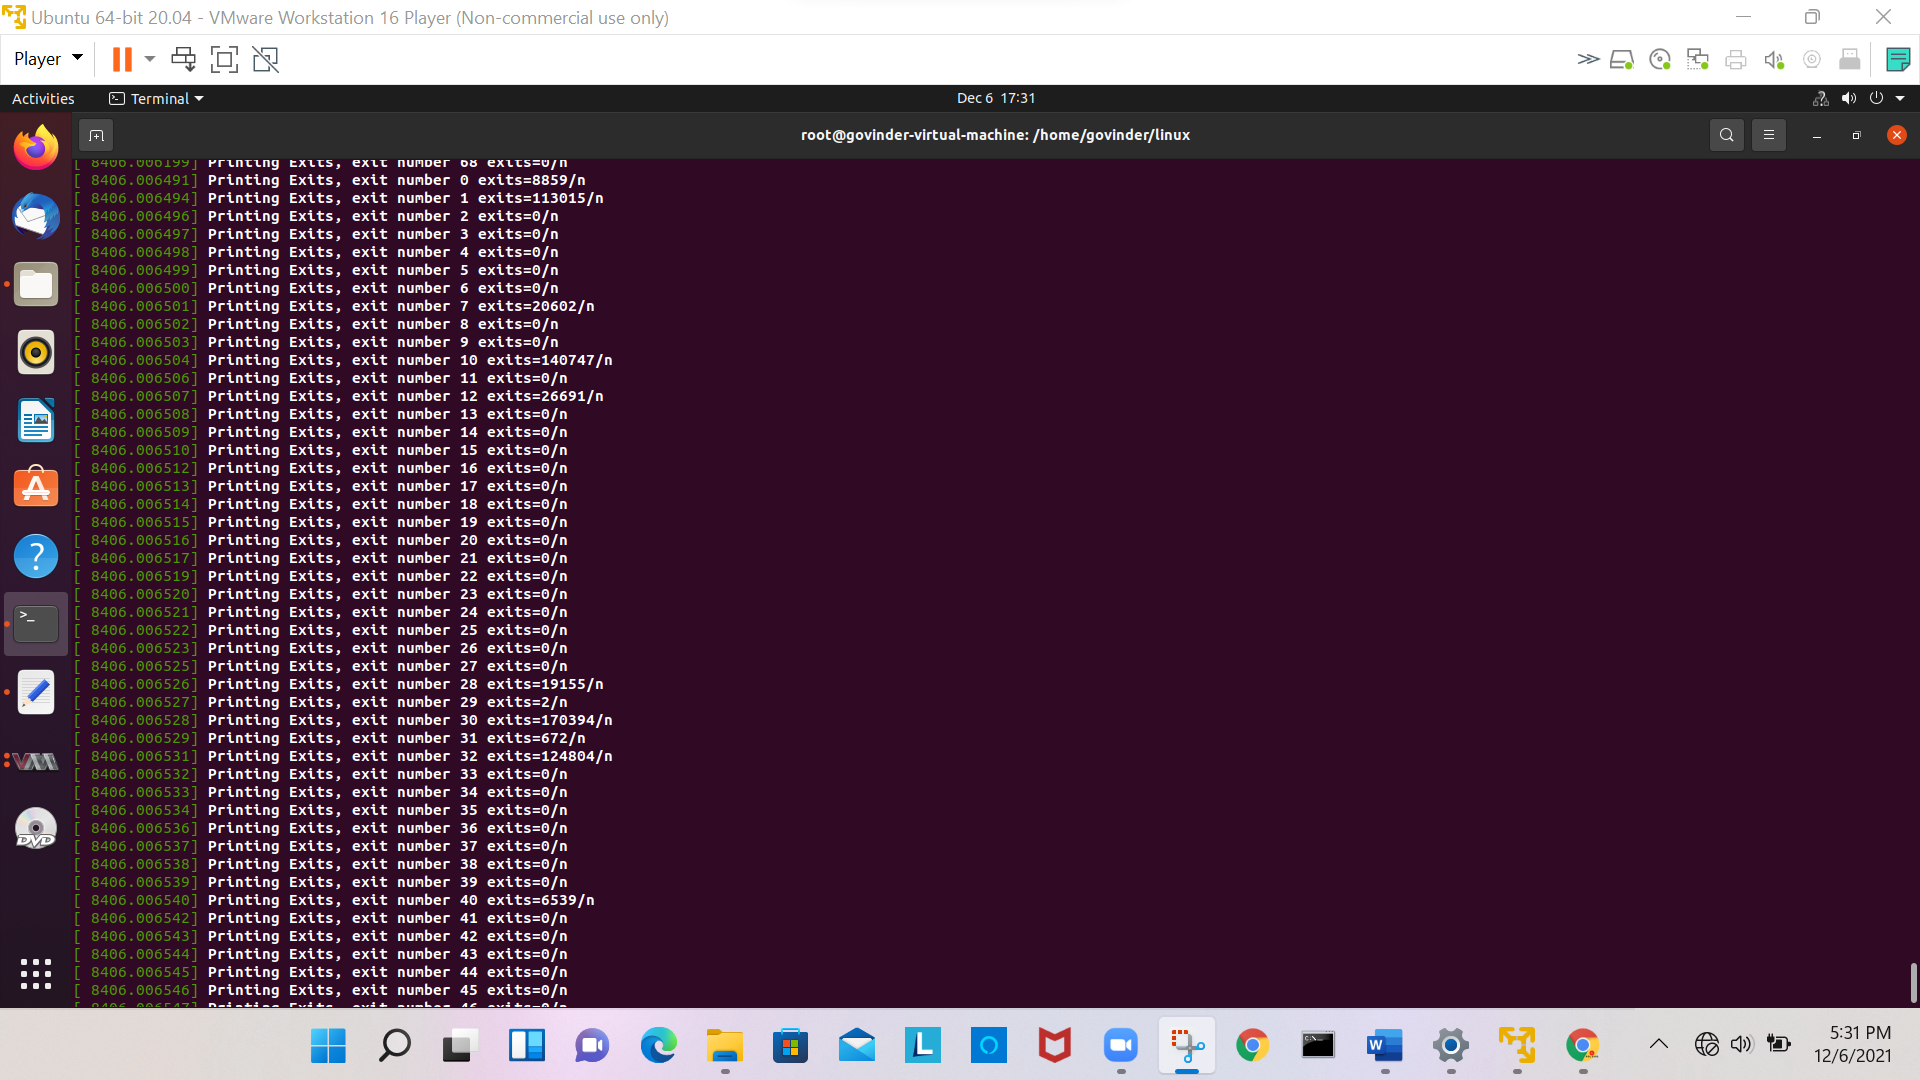 Ubuntu 64-bit 20.04 - VMware Workstation 16 Player (Non-commercial use only)
Player
Activities
Terminal
Dec 6 17:31
root@govinder-virtual-machine: /home/govinder/linux
[ 8406.006199] Printing Exits, exit number 68 exits=0/n
[ 8406.006491] Printing Exits, exit number 0 exits=8859/n
[ 8406.006494] Printing Exits, exit number 1 exits=113015/n
[ 8406.006496] Printing Exits, exit number 2 exits=0/n
[ 8406.006497] Printing Exits, exit number 3 exits=0/n
[ 8406.006498] Printing Exits, exit number 4 exits=0/n
[ 8406.006499] Printing Exits, exit number 5 exits=0/n
[ 8406.006500] Printing Exits, exit number 6 exits=0/n
[ 8406.006501] Printing Exits, exit number 7 exits=20602/n
[ 8406.006502] Printing Exits, exit number 8 exits=0/n
[ 8406.006503] Printing Exits, exit number 9 exits=0/n
[ 8406.006504] Printing Exits, exit number 10 exits=140747/n
[ 8406.006506] Printing Exits, exit number 11 exits=0/n
[ 8406.006507] Printing Exits, exit number 12 exits=26691/n
[ 8406.006508] Printing Exits, exit number 13 exits=0/n
[ 8406.006509] Printing Exits, exit number 14 exits=0/n
[ 8406.006510] Printing Exits, exit number 15 exits=0/n
[ 8406.006512] Printing Exits, exit number 16 exits=0/n
[ 8406.006513] Printing Exits, exit number 17 exits=0/n
[ 8406.006514] Printing Exits, exit number 18 exits=0/n
[ 8406.006515] Printing Exits, exit number 19 exits=0/n
[ 8406.006516] Printing Exits, exit number 20 exits=0/n
[ 8406.006517] Printing Exits, exit number 21 exits=0/n
[ 8406.006519] Printing Exits, exit number 22 exits=0/n
[ 8406.006520] Printing Exits, exit number 23 exits=0/n
[ 8406.006521] Printing Exits, exit number 24 exits=0/n
[ 8406.006522] Printing Exits, exit number 25 exits=0/n
[ 8406.006523] Printing Exits, exit number 26 exits=0/n
[ 8406.006525] Printing Exits, exit number 27 exits=0/n
[ 8406.006526] Printing Exits, exit number 28 exits=19155/n
[ 8406.006527] Printing Exits, exit number 29 exits=2/n
[ 8406.006528] Printing Exits, exit number 30 exits=170394/n
[ 8406.006529] Printing Exits, exit number 31 exits=672/n
[ 8406.006531] Printing Exits, exit number 32 exits=124804/n
[ 8406.006532] Printing Exits, exit number 33 exits=0/n
[ 8406.006533] Printing Exits, exit number 34 exits=0/n
[ 8406.006534] Printing Exits, exit number 35 exits=0/n
[ 8406.006536] Printing Exits, exit number 36 exits=0/n
[ 8406.006537] Printing Exits, exit number 37 exits=0/n
[ 8406.006538] Printing Exits, exit number 38 exits=0/n
[ 8406.006539] Printing Exits, exit number 39 exits=0/n
[ 8406.006540] Printing Exits, exit number 40 exits=6539/n
[ 8406.006542] Printing Exits, exit number 41 exits=0/n
[ 8406.006543] Printing Exits, exit number 42 exits=0/n
[ 8406.006544] Printing Exits, exit number 43 exits=0/n
[ 8406.006545] Printing Exits, exit number 44 exits=0/n
[ 8406.006546] Printing Exits, exit number 45 exits=0/n
5:31 PM
12/6/2021